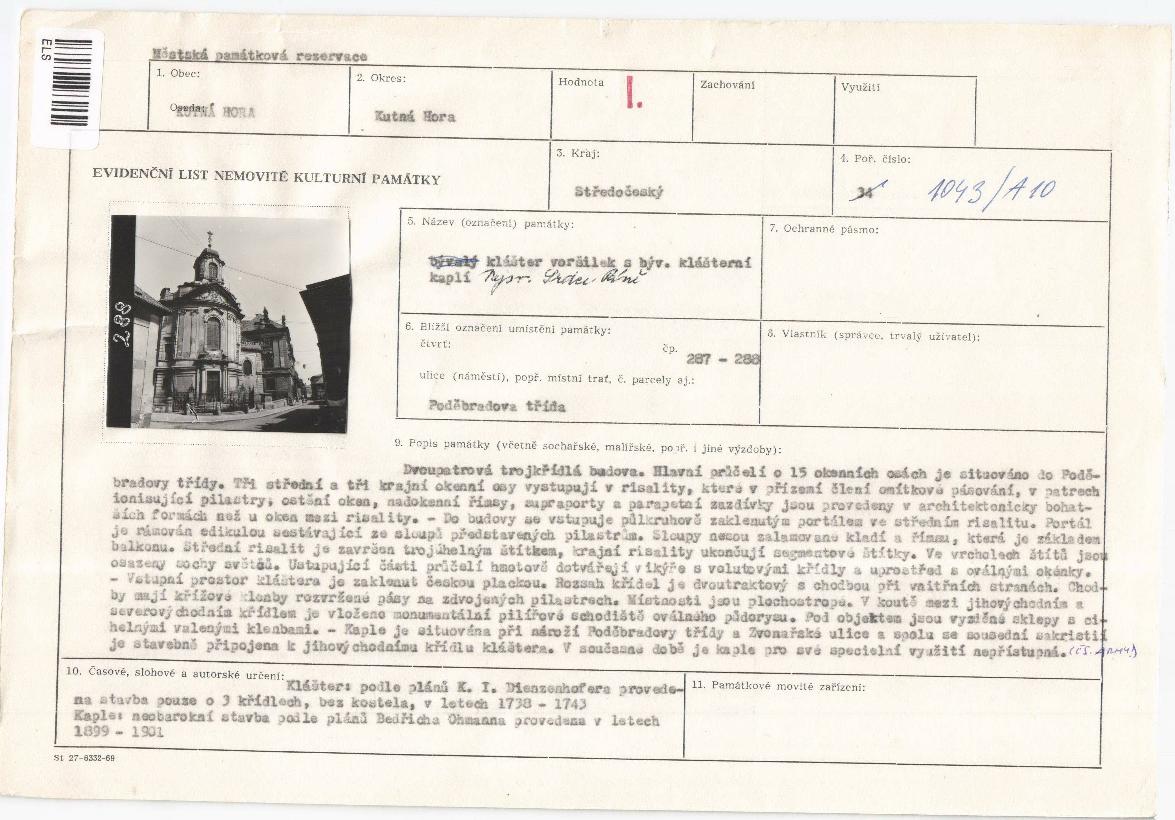 ELS
Městská památková rezervace
1. Obec:
KUTNÁ HORA
2. Okres:
Kutná Hora
Hodnota
I.
Zachování
Využití
EVIDENČNÍ LIST NEMOVITÉ KULTURNÍ PAMÁTKY
3. Kraj:
Středočeský
4. Poř. číslo:
34 1043/A10
5. Název (označení) památky:
bývalý klášter voršilek s býv. klášterní
kaplí Nejsv. Srdce Páně
7. Ochranné pásmo:
288
6. Bližší označení umístění památky:
čtvrť:
čp.
287 - 288
ulice (náměstí), popř. místní trať, č. parcely aj.:
Poděbradova třída
8. Vlastník (správce, trvalý uživatel):
9. Popis památky (včetně sochařské, malířské, popř. i jiné výzdoby):
Dvoupatrová trojkřídlá budova. Hlavní průčelí o 15 okenních osách je situováno do Podě-
bradovy třídy. Tři střední a tři krajní okenní osy vystupují v risality, které v přízemí člení omítkové pásování, v patrech
ionisující pilastry; ostění oken, nadokenní římsy, supraporty a parapetní zazdívky jsou provedeny v architektonicky bohat-
ších formách než u oken mezi risality. - Do budovy se vstupuje půlkruhově zaklenutým portálem ve středním risalitu. Portál
je rámován edikulou sestávající ze sloupů představených pilastrům. Sloupy nesou zalamované kladí a římsu, která je základem
balkonu. Střední risalit je završen trojúhelným štítkem, krajní risality ukončují segmentové štítky. Ve vrcholech štítů jsou
osazeny sochy světců. Ustupující části průčelí hmotově dotvářejí vikýře s volutovými křídly a uprostřed s oválnými okénky.
- Vstupní prostor kláštera je zaklenut českou plackou. Rozsah křídel je dvoutraktový s chodbou při vnitřních stranách. Chod-
by mají křížové klenby rozvržené pásy na zdvojených pilastrech. Místnosti jsou plochostropé. V koutě mezi jihovýchodním a
severovýchodním křídlem je vloženo monumentální pilířové schodiště oválného půdorysu. Pod objektem jsou vyzděné sklepy s ci-
helnými valenými klenbami. - Kaple je situována při nároží Poděbradovy třídy a Zvonařské ulice a spolu se sousední sakristií
je stavebně připojena k jihovýchodnímu křídlu kláštera. V současné době je kaple pro své specielní využití nepřístupná. (čs. army)
10. Časové, slohové a autorské určení:
Klášter: podle plánů K. I. Dienzenhofera provede-
na stavba pouze o 3 křídlech, bez kostela, v letech 1738 - 1743
Kaple: neobarokní stavba podle plánů Bedřicha Ohmanna provedena v letech
1899 - 1901
11. Památkové movité zařízení:
St 27-6332-69